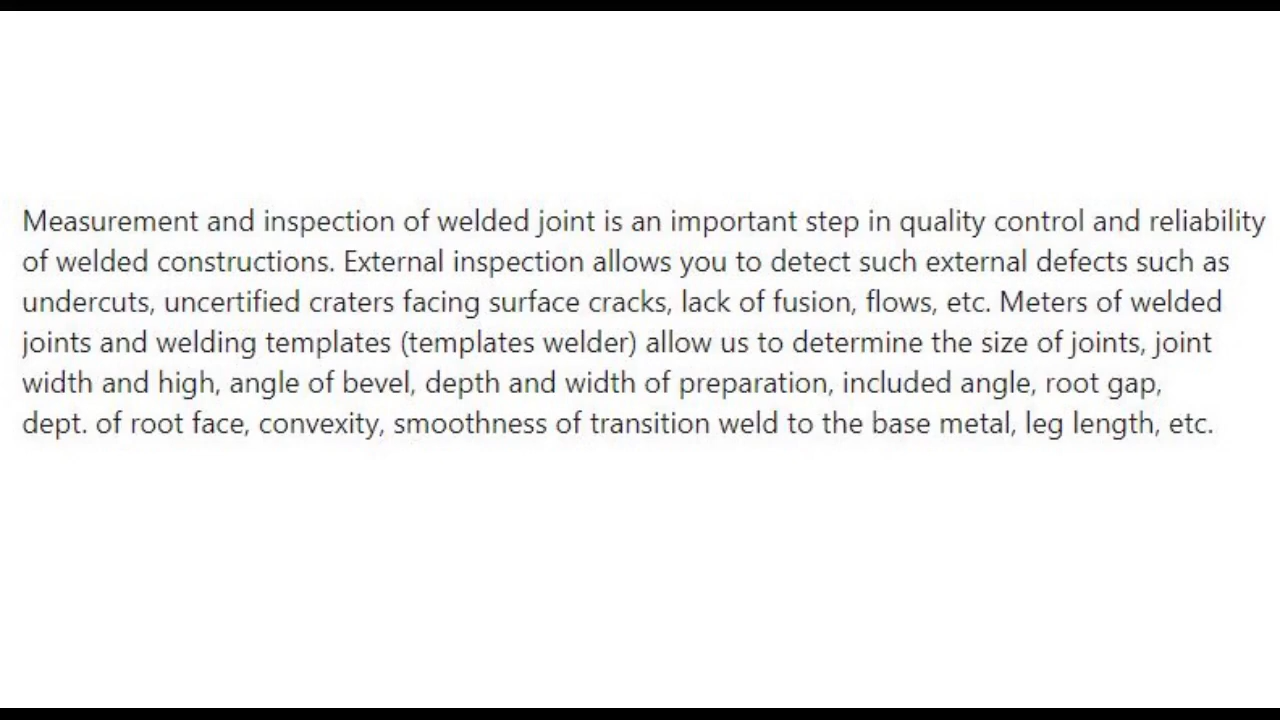 Measurement and inspection of welded joint is an important step in quality control and reliability
of welded constructions. External inspection allows you to detect such external defects such as
undercuts, uncertified craters facing surface cracks, lack of fusion, flows, etc. Meters of welded
joints and welding templates (templates welder) allow us to determine the size of joints, joint
width and high, angle of bevel, depth and width of preparation, included angle, root gap,
dept. of root face, convexity, smoothness of transition weld to the base metal, leg length, etc.